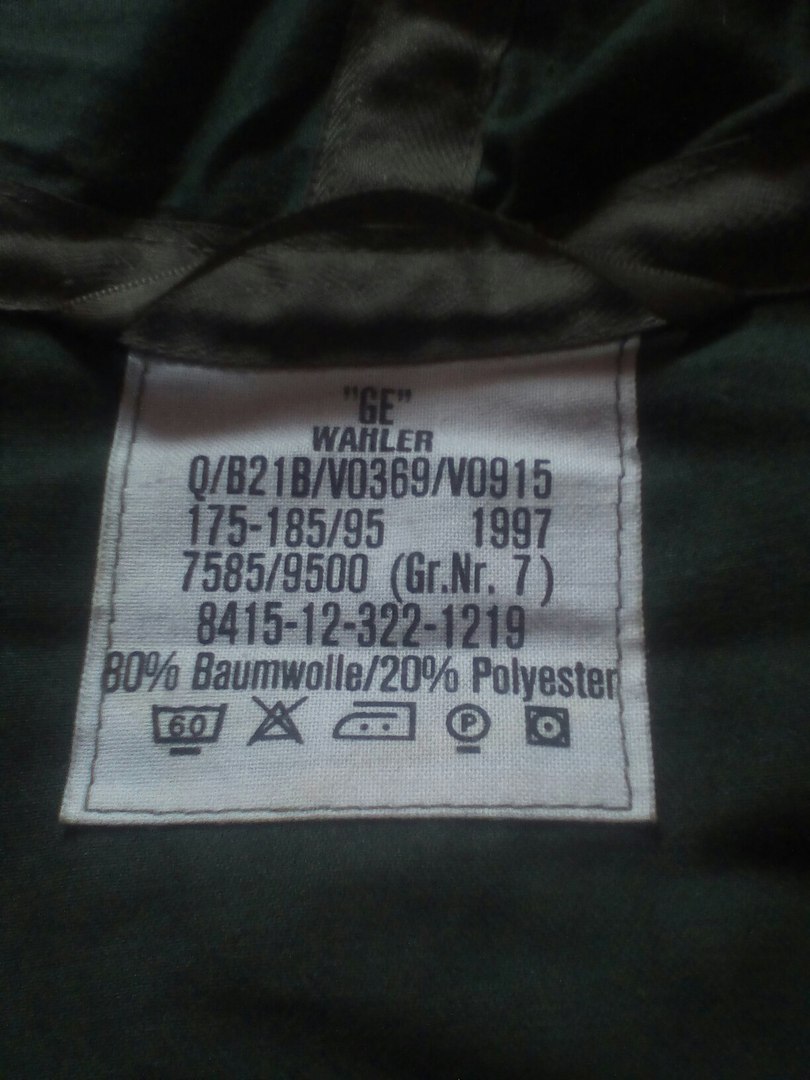 "GE"
WAHLER
Q/B21B/V0369/V0915
175-185/95 1997
7585/9500 (Gr.Nr. 7)
8415-12-322-1219
80% Baumwolle/20% Polyester
60 P